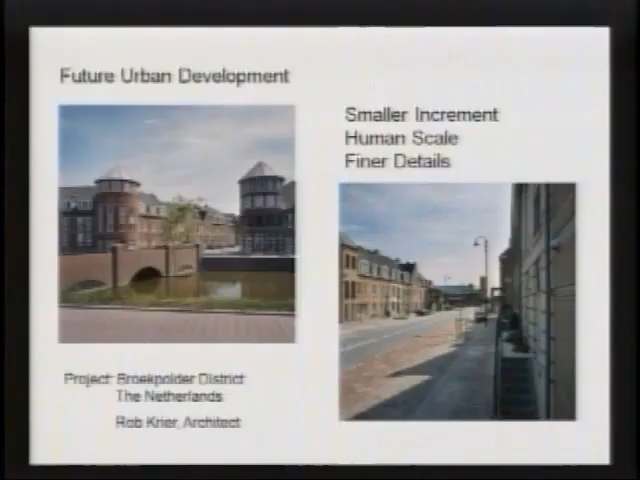 Future Urban Development
Smaller Increment
Human Scale
Finer Details
Project: Broekpolder District
The Netherlands
Rob Krier, Architect